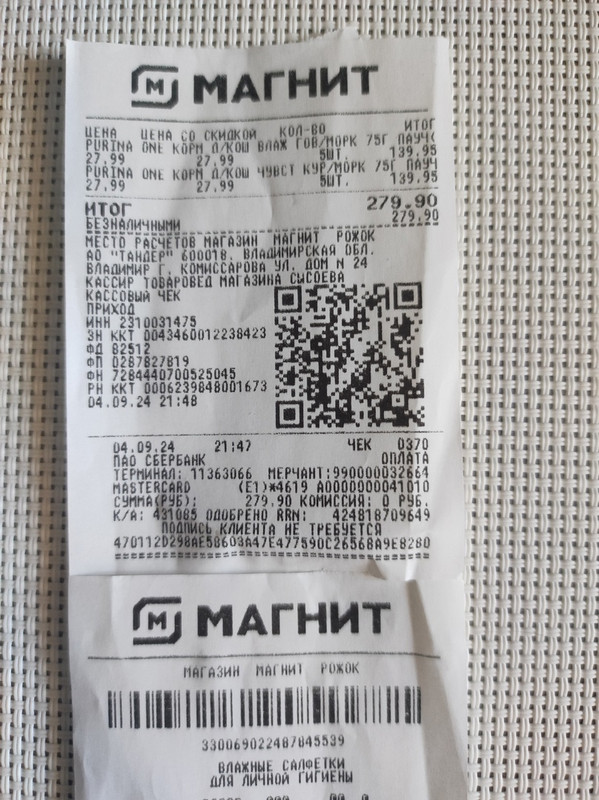 МАГНИТ
ЦЕНА ЦЕНА СО СКИДКОЙ КОЛ-ВО ИТОГ
PURINA ONE КОРМ Д/КОШ ВЛАЖ ГОВ/МОРК 75Г ПАУЧ(
27.99 27.99 5ШТ. 139.95
PURINA ONE КОРМ Д/КОШ ЧУВСТ КУР/МОРК 75Г ПАУЧ
27.99 27.99 5ШТ. 139.95
ИТОГ 279.90
БЕЗНАЛИЧНЫМИ 279.90
МЕСТО РАСЧЕТОВ МАГАЗИН МАГНИТ РОЖОК
АО "ТАНДЕР" 600018, ВЛАДИМИРСКАЯ ОБЛ.
ВЛАДИМИР Г, КОМИССАРОВА УЛ, ДОМ N 24
КАССИР ТОВАРОВЕД МАГАЗИНА СЫСОЕВА
КАССОВЫЙ ЧЕК
ПРИХОД
ИНН 2310031475
ЗН ККТ 0043460012238423
ФД 82512
ФП 0287827819
ФН 7284440700525045
РН ККТ 0006239848001673
04.09.24 21:48
04.09.24 21:47 ЧЕК 0370
ПАО СБЕРБАНК ОПЛАТА
ТЕРМИНАЛ: 11363066 МЕРЧАНТ:990000032664
MASTERCARD (E1)*4619 A0000000041010
СУММА(РУБ): 279.90 КОМИССИЯ: 0 РУБ.
К/А: 431085 ОДОБРЕНО RRN: 424818709649
ПОДПИСЬ КЛИЕНТА НЕ ТРЕБУЕТСЯ
470112D298AE58603A47E477590C26568A9E8280
МАГНИТ
МАГАЗИН МАГНИТ РОЖОК
330069022487845539
ВЛАЖНЫЕ САЛФЕТКИ
ДЛЯ ЛИЧНОЙ ГИГИЕНЫ